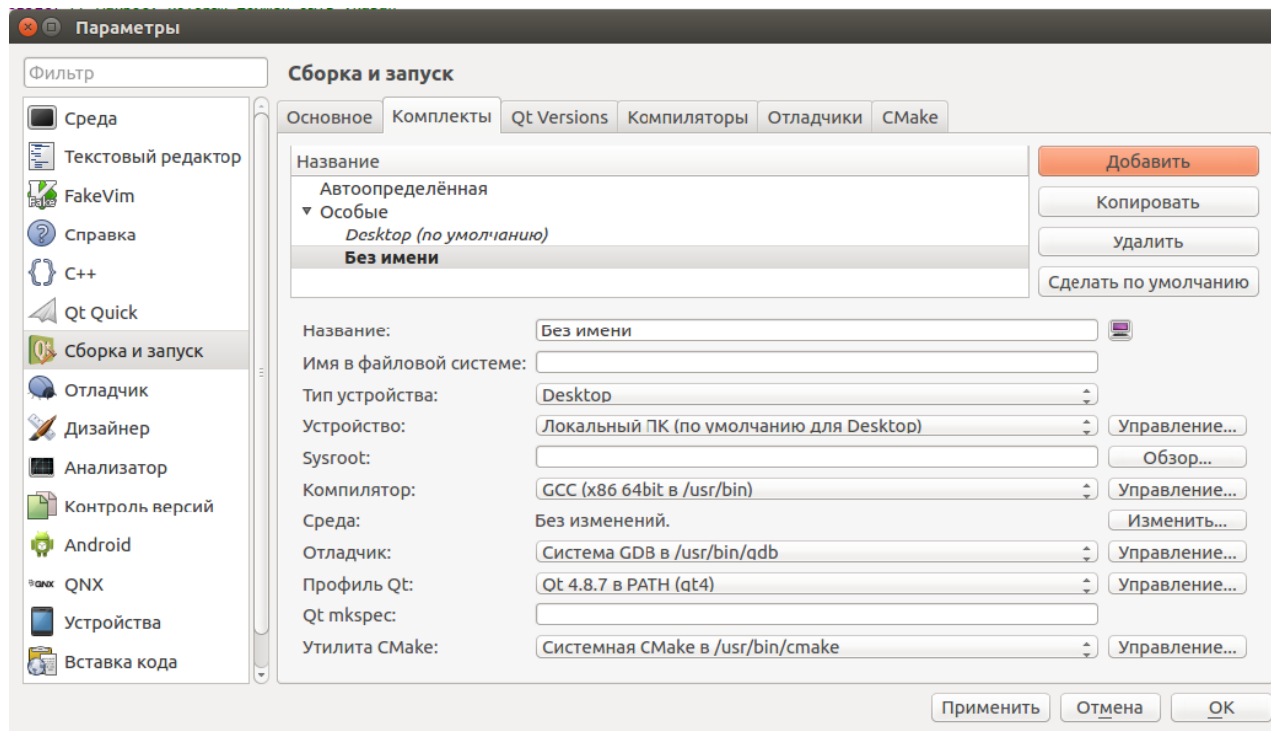 Параметры
Фильтр
Среда
Текстовый редактор
FakeVim
Справка
C++
Qt Quick
Сборка и запуск
Отладчик
Дизайнер
Анализатор
Контроль версий
Android
QNX
Устройства
Вставка кода
Сборка и запуск
Основное Комплекты Qt Versions Компиляторы Отладчики CMake
Название
Автоопределённая
Особые
Desktop (по умолчанию)
Без имени
Добавить
Копировать
Удалить
Сделать по умолчанию
Название: Без имени
Имя в файловой системе:
Тип устройства: Desktop
Устройство: Локальный ПК (по умолчанию для Desktop) Управление...
Sysroot: Обзор...
Компилятор: GCC (x86 64bit в /usr/bin) Управление...
Среда: Без изменений. Изменить...
Отладчик: Система GDB в /usr/bin/gdb Управление...
Профиль Qt: Qt 4.8.7 в PATH (qt4) Управление...
Qt mkspec:
Утилита CMake: Системная CMake в /usr/bin/cmake Управление...
Применить Отмена OK